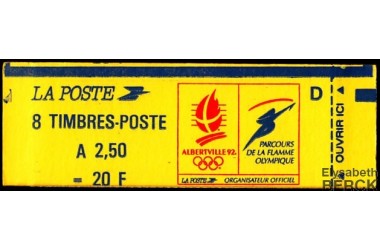 LA POSTE
8 TIMBRES-POSTE
A 2,50
= 20 F
ALBERTVILLE 92
LA POSTE
PARCOURS
DE LA FLAMME
OLYMPIQUE
ORGANISATEUR OFFICIEL
D
OUVRIR ICI
Elysabeth
BERCK